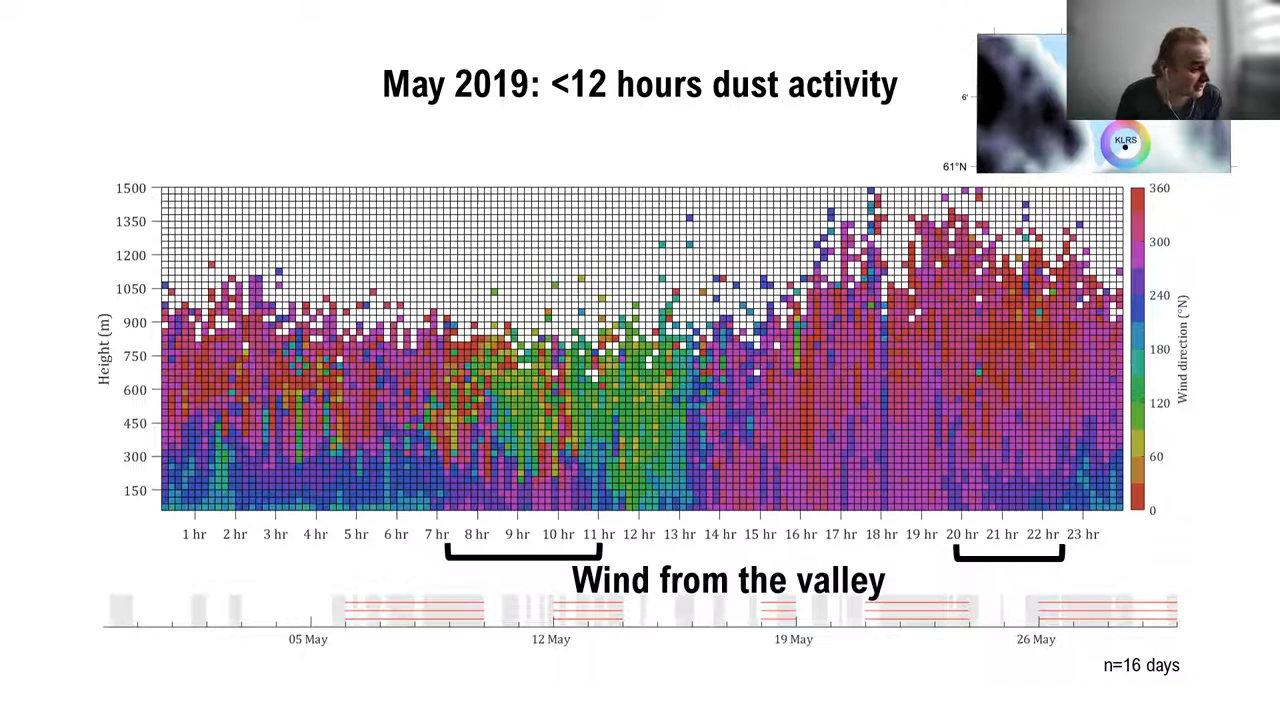 May 2019: <12 hours dust activity
6'
KLRS
61°N
1500
1350
1200
1050
900
750
600
450
300
150
Height (m)
360
300
240
180
120
60
0
Wind direction (°N)
1 hr 2 hr 3 hr 4 hr 5 hr 6 hr 7 hr 8 hr 9 hr 10 hr 11 hr 12 hr 13 hr 14 hr 15 hr 16 hr 17 hr 18 hr 19 hr 20 hr 21 hr 22 hr 23 hr
Wind from the valley
05 May 12 May 19 May 26 May
n=16 days